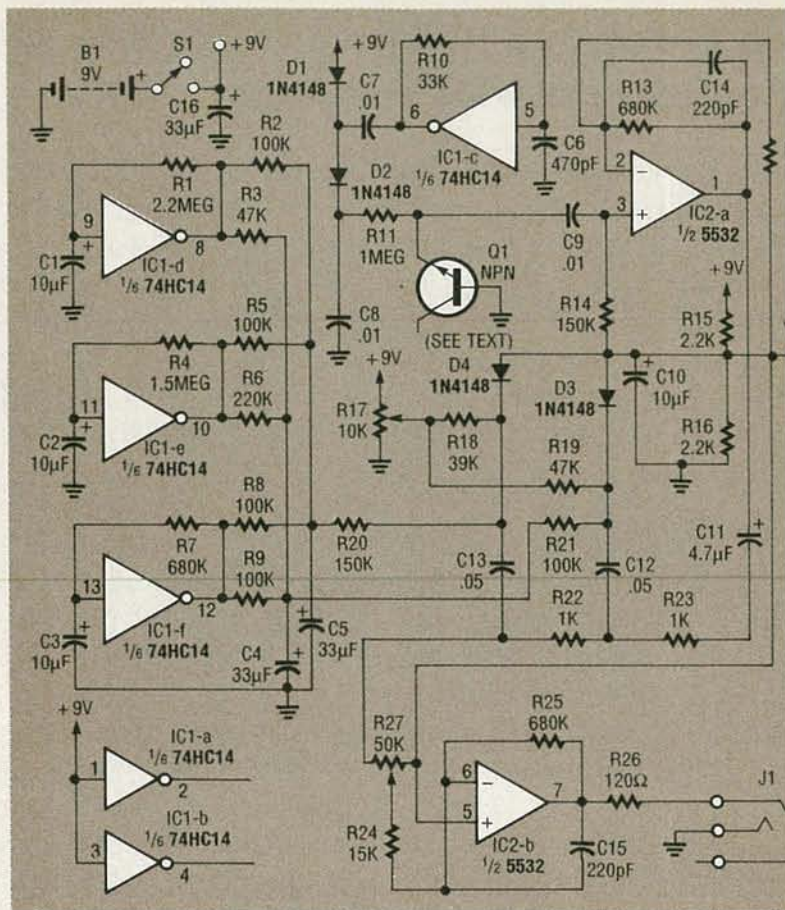 B1
9V
S1
+9V
+
C16
33μF
+
R1
2.2MEG
R2
100K
R3
47K
9
8
C1
10μF
+
IC1-d
1/6 74HC14
R4
1.5MEG
R5
100K
R6
220K
11
10
C2
10μF
+
IC1-e
1/6 74HC14
R7
680K
R8
100K
R9
100K
13
12
C3
10μF
+
IC1-f
1/6 74HC14
C4
33μF
+
C5
33μF
+
+9V
IC1-a
1/6 74HC14
1
2
IC1-b
1/6 74HC14
3
4
+9V
D1
1N4148
C7
.01
R10
33K
6
5
IC1-c
1/6 74HC14
C6
470pF
D2
1N4148
R11
1MEG
C8
.01
Q1
NPN
(SEE TEXT)
C9
.01
R13
680K
C14
220pF
2
-
3
+
1
IC2-a
1/2 5532
R14
150K
+9V
R15
2.2K
R16
2.2K
C10
10μF
+
D4
1N4148
D3
1N4148
+9V
R17
10K
R18
39K
R19
47K
R20
150K
R21
100K
C13
.05
C12
.05
C11
4.7μF
+
R22
1K
R23
1K
R27
50K
R24
15K
R25
680K
6
-
5
+
7
IC2-b
1/2 5532
R26
120Ω
C15
220pF
J1